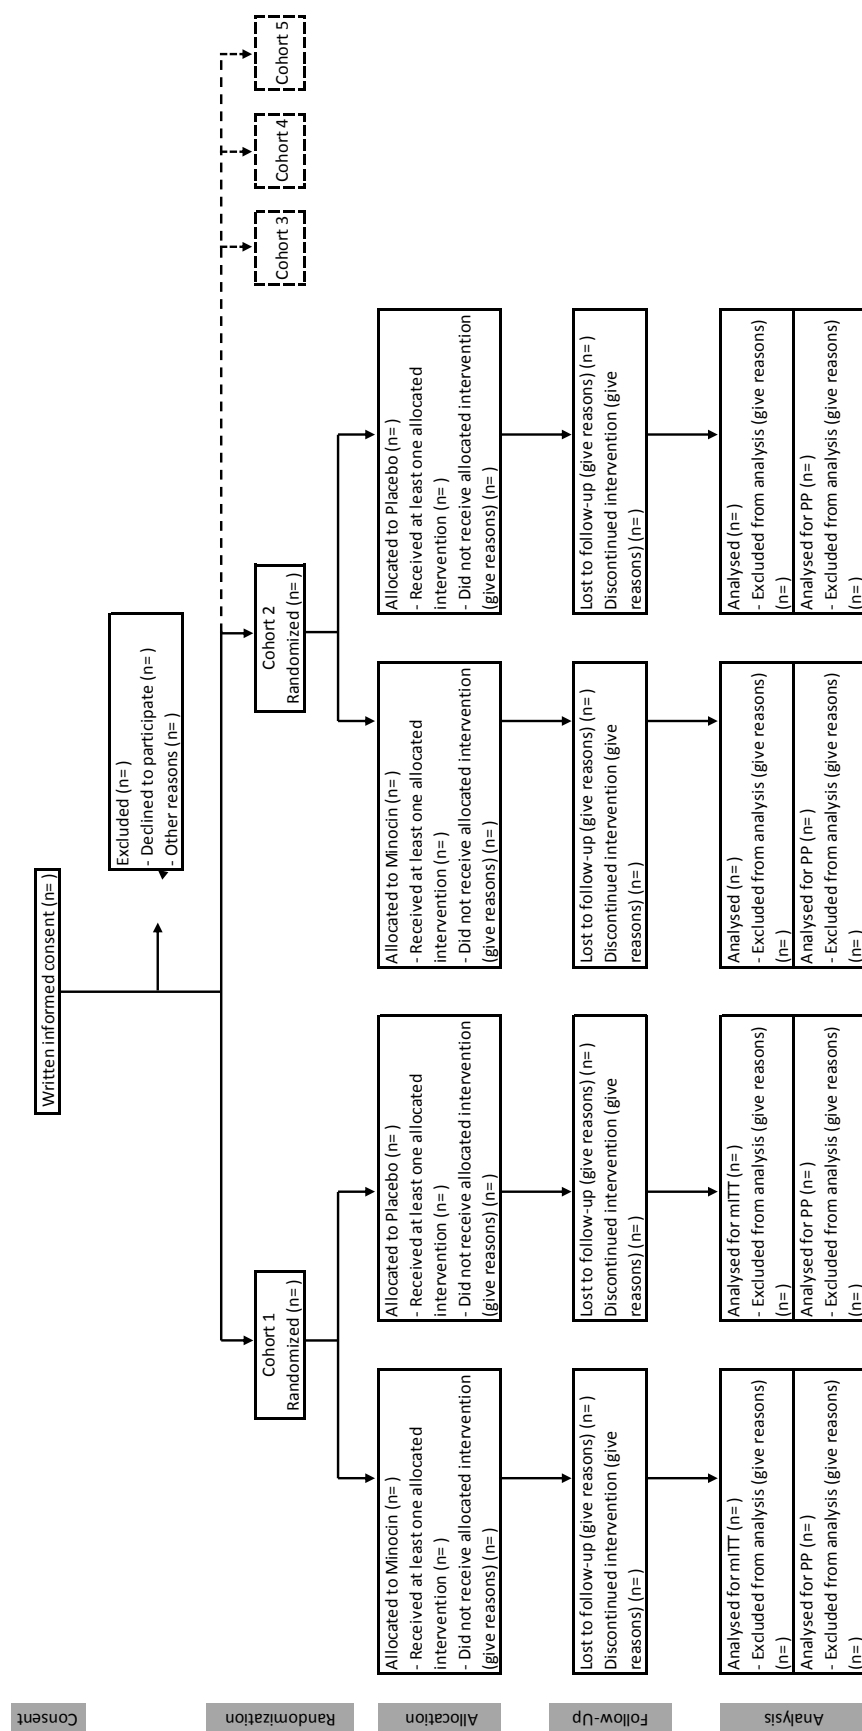 Consent
Written informed consent (n= )
Excluded (n= )
- Declined to participate (n= )
- Other reasons (n= )
Randomization
Cohort 1
Randomized (n= )
Cohort 2
Randomized (n= )
Cohort 3
Cohort 4
Cohort 5
Allocation
Allocated to Minocin (n= )
- Received at least one allocated
intervention (n= )
- Did not receive allocated intervention
(give reasons) (n= )
Allocated to Placebo (n= )
- Received at least one allocated
intervention (n= )
- Did not receive allocated intervention
(give reasons) (n= )
Allocated to Minocin (n= )
- Received at least one allocated
intervention (n= )
- Did not receive allocated intervention
(give reasons) (n= )
Allocated to Placebo (n= )
- Received at least one allocated
intervention (n= )
- Did not receive allocated intervention
(give reasons) (n= )
Follow-Up
Lost to follow-up (give reasons) (n= )
Discontinued intervention (give
reasons) (n= )
Lost to follow-up (give reasons) (n= )
Discontinued intervention (give
reasons) (n= )
Lost to follow-up (give reasons) (n= )
Discontinued intervention (give
reasons) (n= )
Lost to follow-up (give reasons) (n= )
Discontinued intervention (give
reasons) (n= )
Analysis
Analysed for mITT (n= )
- Excluded from analysis (give reasons)
(n= )
Analysed for PP (n= )
- Excluded from analysis (give reasons)
(n= )
Analysed for mITT (n= )
- Excluded from analysis (give reasons)
(n= )
Analysed for PP (n= )
- Excluded from analysis (give reasons)
(n= )
Analysed (n= )
- Excluded from analysis (give reasons)
(n= )
Analysed for PP (n= )
- Excluded from analysis (give reasons)
(n= )
Analysed (n= )
- Excluded from analysis (give reasons)
(n= )
Analysed for PP (n= )
- Excluded from analysis (give reasons)
(n= )